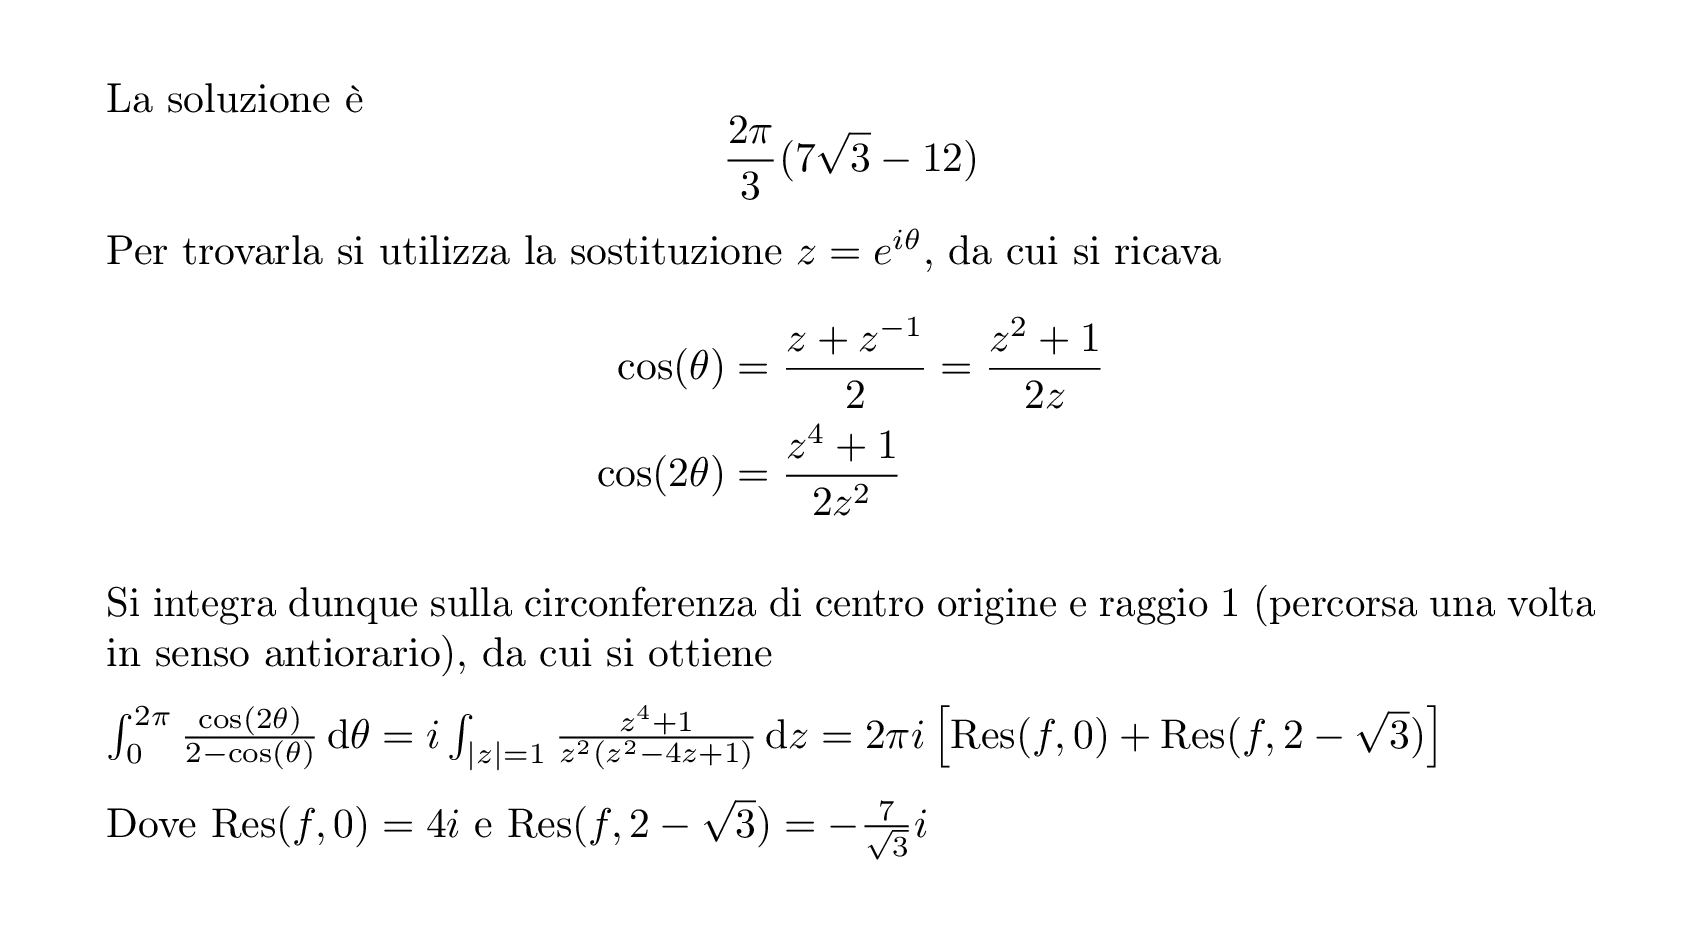 La soluzione è
$$\frac{2\pi}{3}(7\sqrt{3} - 12)$$
Per trovarla si utilizza la sostituzione $z = e^{i\theta}$, da cui si ricava
$$\cos(\theta) = \frac{z + z^{-1}}{2} = \frac{z^2 + 1}{2z}$$
$$\cos(2\theta) = \frac{z^4 + 1}{2z^2}$$
Si integra dunque sulla circonferenza di centro origine e raggio 1 (percorsa una volta
in senso antiorario), da cui si ottiene
$\int_0^{2\pi} \frac{\cos(2\theta)}{2 - \cos(\theta)} \, \mathrm{d}\theta = i \int_{|z|=1} \frac{z^4 + 1}{z^2(z^2 - 4z + 1)} \, \mathrm{d}z = 2\pi i \left[ \mathrm{Res}(f, 0) + \mathrm{Res}(f, 2 - \sqrt{3}) \right]$
Dove $\mathrm{Res}(f, 0) = 4i$ e $\mathrm{Res}(f, 2 - \sqrt{3}) = -\frac{7}{\sqrt{3}}i$